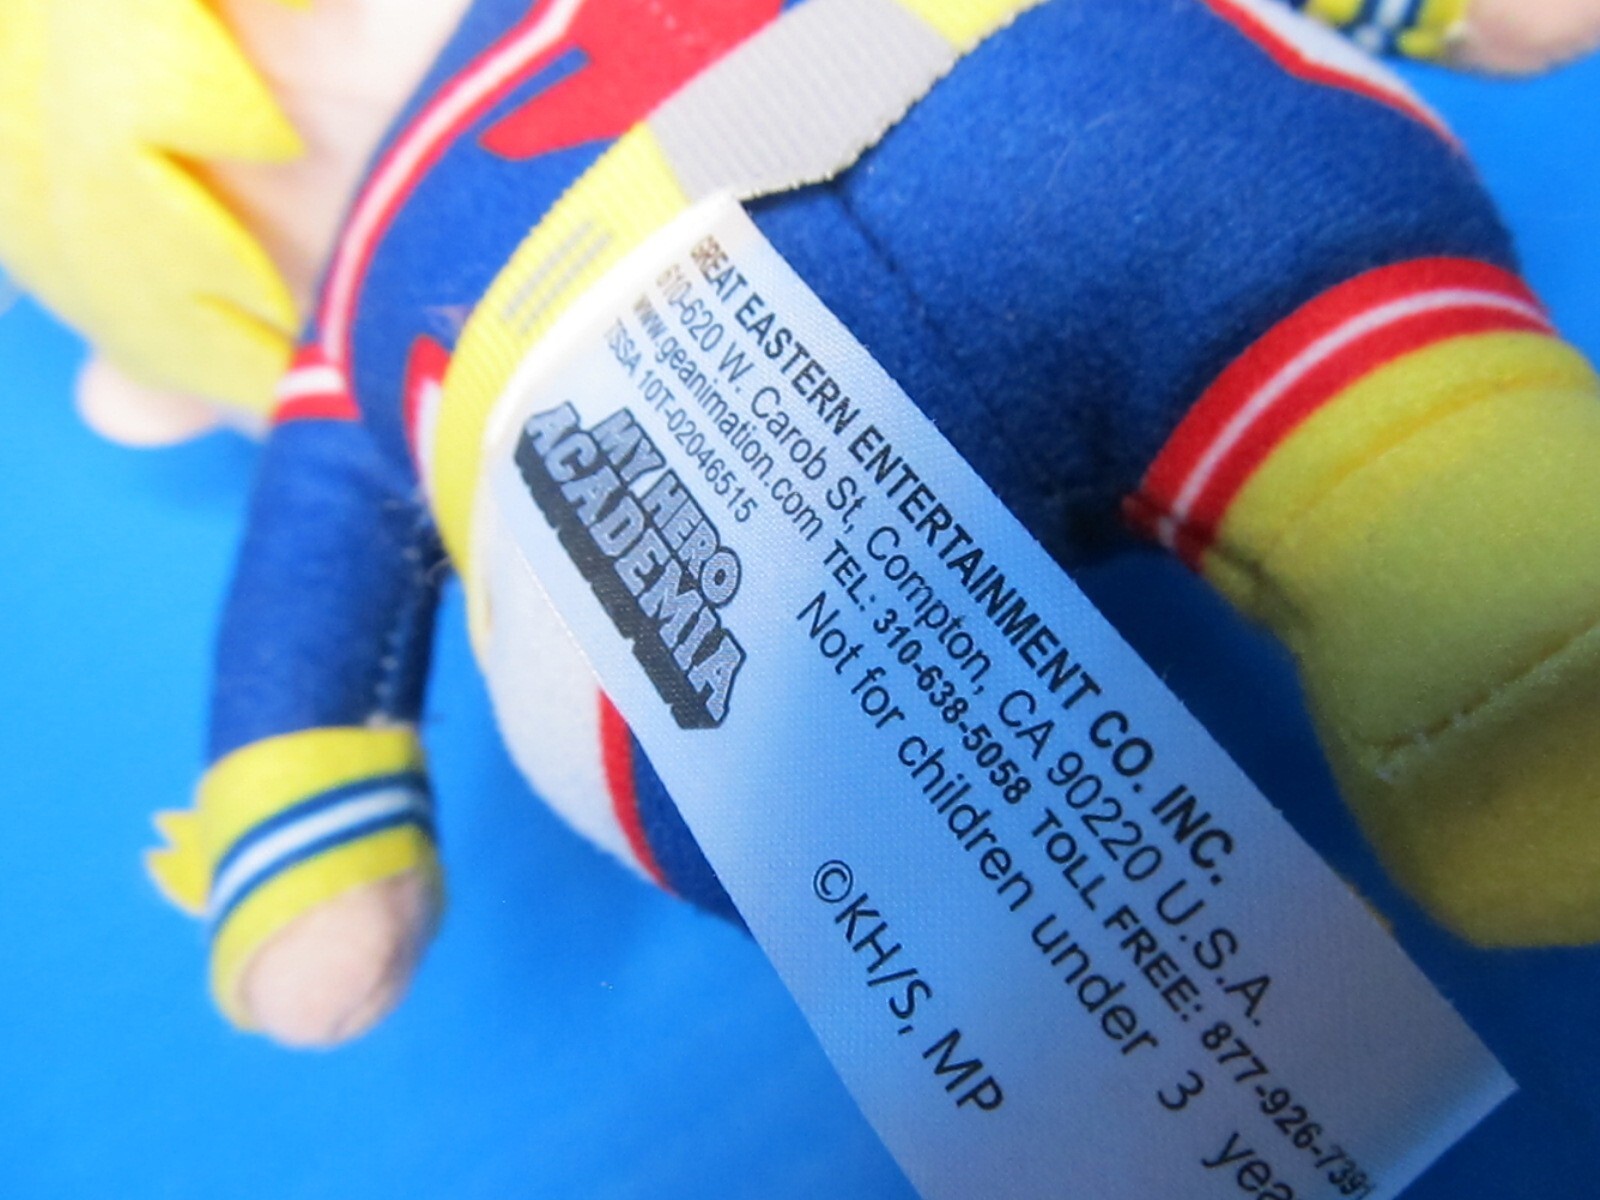 GREAT EASTERN ENTERTAINMENT CO. INC.
610-620 W. Carob St, Compton, CA 90220 U.S.A.
www.geanimation.com TEL: 310-638-5058 TOLL FREE: 877-926-7391
TSSA 10T-02046515
Not for children under 3
MY HERO
ACADEMIA
©KH/S, MP